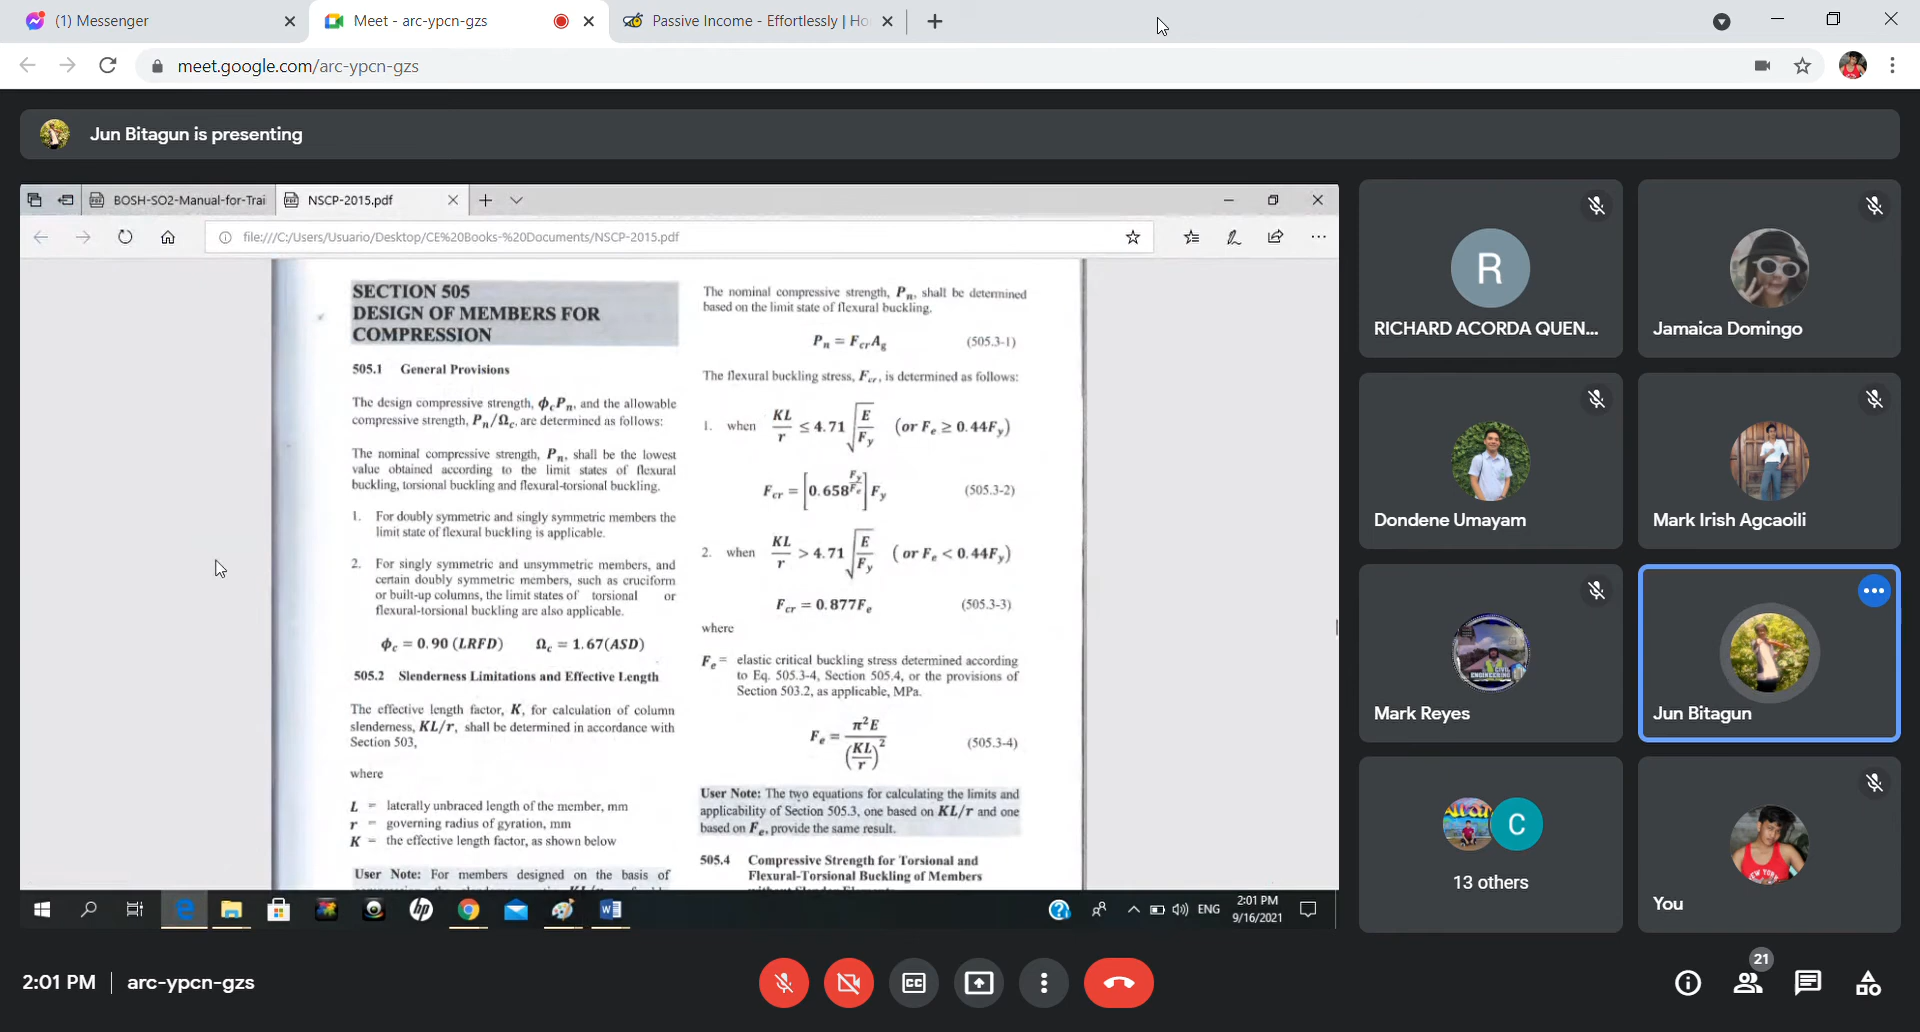 (1) Messenger
Meet - arc-ypcn-gzs
Passive Income - Effortlessly | Ho
meet.google.com/arc-ypcn-gzs
Jun Bitagun is presenting
BOSH-SO2-Manual-for-Trai
NSCP-2015.pdf
file:///C:/Users/Usuario/Desktop/CE%20Books-%20Documents/NSCP-2015.pdf
SECTION 505
DESIGN OF MEMBERS FOR
COMPRESSION
505.1 General Provisions
The design compressive strength, ϕcPn, and the allowable
compressive strength, Pn/Ωc, are determined as follows:
The nominal compressive strength, Pn, shall be the lowest
value obtained according to the limit states of flexural
buckling, torsional buckling and flexural-torsional buckling.
1. For doubly symmetric and singly symmetric members the
limit state of flexural buckling is applicable.
2. For singly symmetric and unsymmetric members, and
certain doubly symmetric members, such as cruciform
or built-up columns, the limit states of torsional or
flexural-torsional buckling are also applicable.
ϕc = 0.90 (LRFD) Ωc = 1.67(ASD)
505.2 Slenderness Limitations and Effective Length
The effective length factor, K, for calculation of column
slenderness, KL/r, shall be determined in accordance with
Section 503,
where
L = laterally unbraced length of the member, mm
r = governing radius of gyration, mm
K = the effective length factor, as shown below
User Note: For members designed on the basis of
The nominal compressive strength, Pn, shall be determined
based on the limit state of flexural buckling.
Pn = FcrAg (505.3-1)
The flexural buckling stress, Fcr, is determined as follows:
1. when KL/r ≤ 4.71 √(E/Fy) (or Fe ≥ 0.44Fy)
Fcr = [0.658^(Fy/Fe)] Fy (505.3-2)
2. when KL/r > 4.71 √(E/Fy) ( or Fe < 0.44Fy)
Fcr = 0.877Fe (505.3-3)
where
Fe = elastic critical buckling stress determined according
to Eq. 505.3-4, Section 505.4, or the provisions of
Section 503.2, as applicable, MPa.
Fe = π²E/(KL/r)² (505.3-4)
User Note: The two equations for calculating the limits and
applicability of Section 505.3, one based on KL/r and one
based on Fe, provide the same result.
505.4 Compressive Strength for Torsional and
Flexural-Torsional Buckling of Members
R
RICHARD ACORDA QUEN...
Jamaica Domingo
Dondene Umayam
Mark Irish Agcaoili
CIVIL
ENGINEERING
Mark Reyes
Jun Bitagun
C
13 others
NEW YORK
You
hp
ENG
2:01 PM
9/16/2021
2:01 PM
arc-ypcn-gzs
CC
21